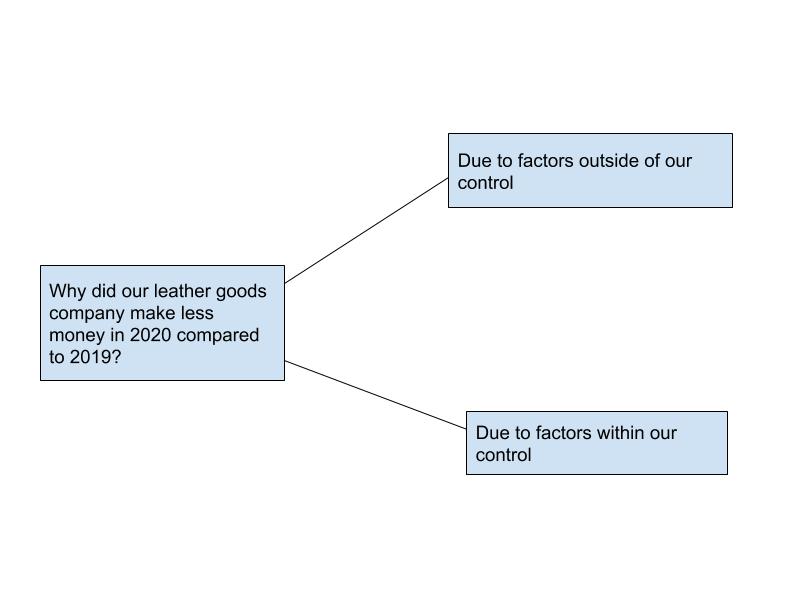 Due to factors outside of our
control
Why did our leather goods
company make less
money in 2020 compared
to 2019?
Due to factors within our
control